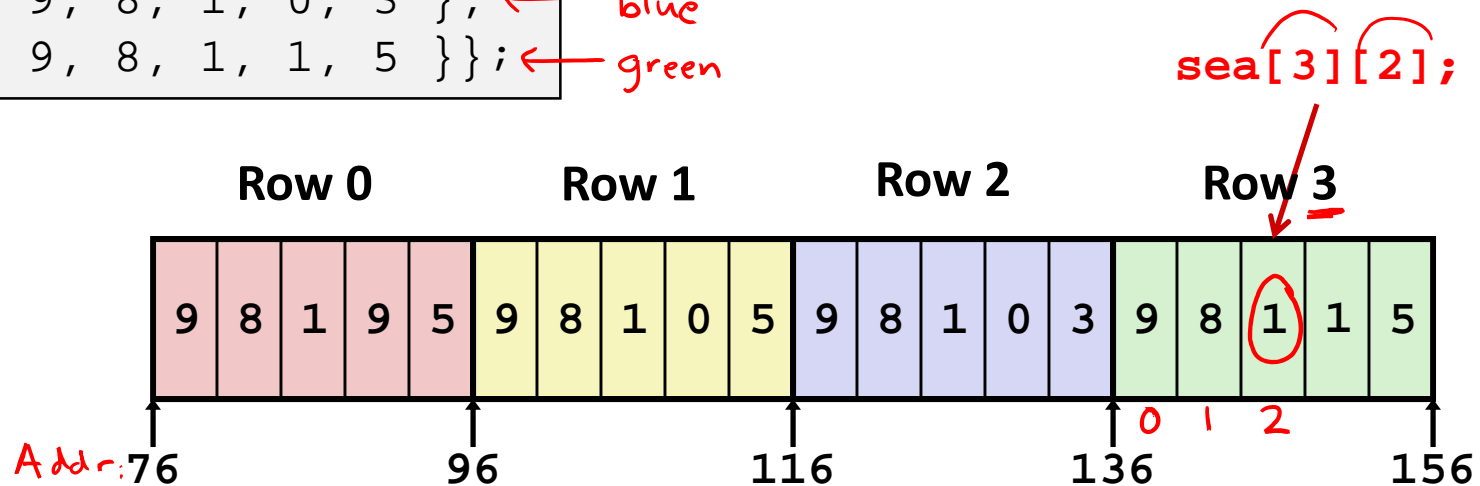 9, 8, 1, 0, 3 }, blue
9, 8, 1, 1, 5 }}; green
sea[3][2];
Row 0 Row 1 Row 2 Row 3
9 8 1 9 5 9 8 1 0 5 9 8 1 0 3 9 8 1 1 5
0 1 2
Addr: 76 96 116 136 156